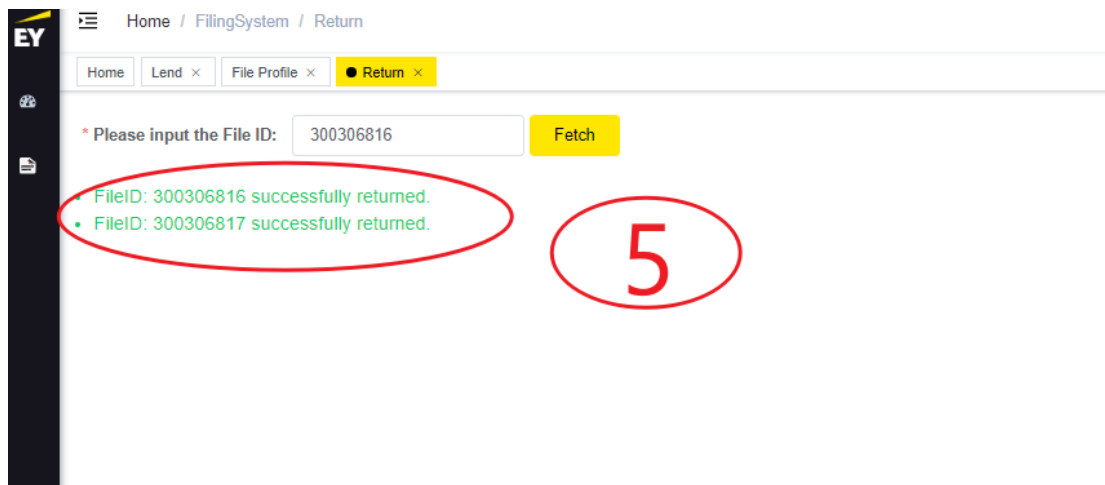 EY
Home / FilingSystem / Return
Home Lend × File Profile × Return ×
* Please input the File ID: 300306816 Fetch
• FileID: 300306816 successfully returned.
• FileID: 300306817 successfully returned.
5